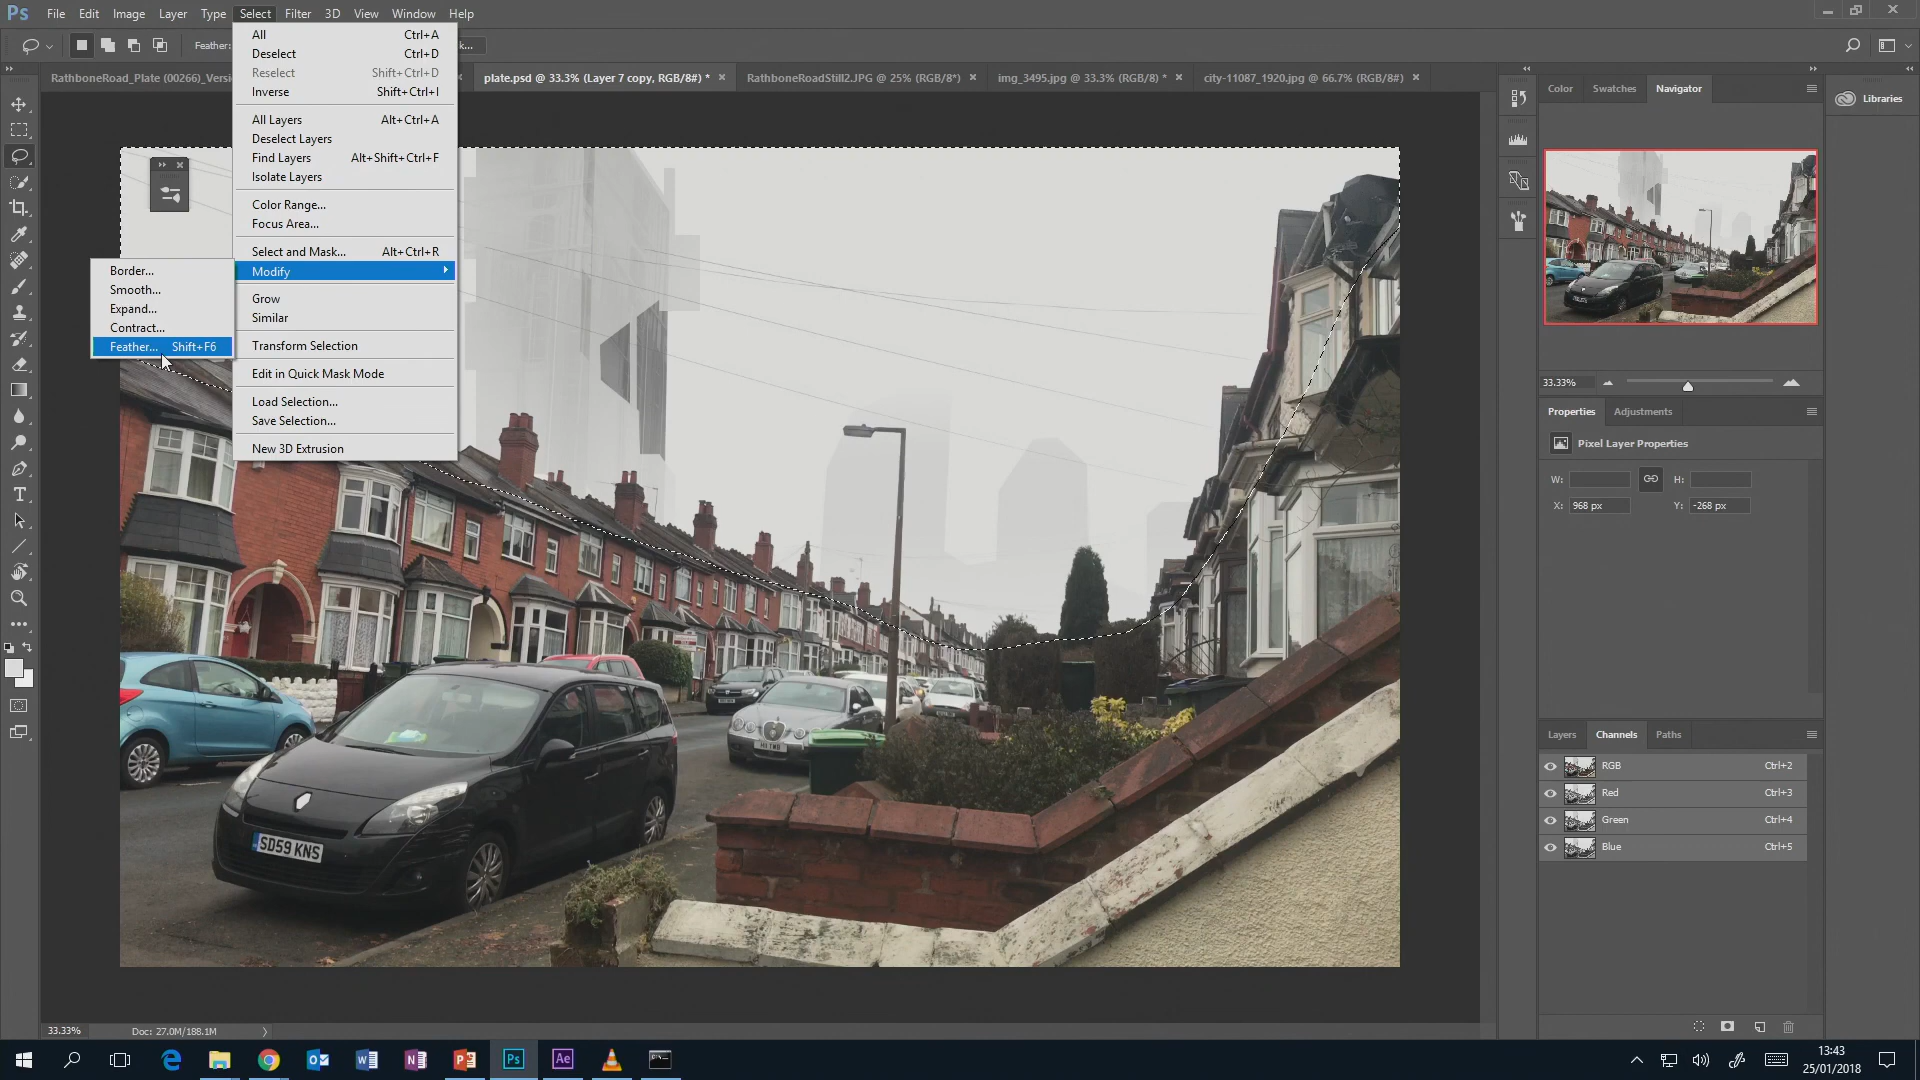 Ps File Edit Image Layer Type Select Filter 3D View Window Help
Feather:
k...
RathboneRoad_Plate (00266)_Versi
plate.psd @ 33.3% (Layer 7 copy, RGB/8#) *
RathboneRoadStill2.JPG @ 25% (RGB/8*)
img_3495.jpg @ 33.3% (RGB/8) *
city-11087_1920.jpg @ 66.7% (RGB/8#)
All Ctrl+A
Deselect Ctrl+D
Reselect Shift+Ctrl+D
Inverse Shift+Ctrl+I
All Layers Alt+Ctrl+A
Deselect Layers
Find Layers Alt+Shift+Ctrl+F
Isolate Layers
Color Range...
Focus Area...
Select and Mask... Alt+Ctrl+R
Modify
Grow
Similar
Transform Selection
Edit in Quick Mask Mode
Load Selection...
Save Selection...
New 3D Extrusion
Border...
Smooth...
Expand...
Contract...
Feather... Shift+F6
SD59 KNS
Color Swatches Navigator
Libraries
33.33%
Properties Adjustments
Pixel Layer Properties
W: H:
X: 968 px Y: -268 px
Layers Channels Paths
RGB Ctrl+2
Red Ctrl+3
Green Ctrl+4
Blue Ctrl+5
33.33% Doc: 27.0M/188.1M
Ps Ae
13:43
25/01/2018